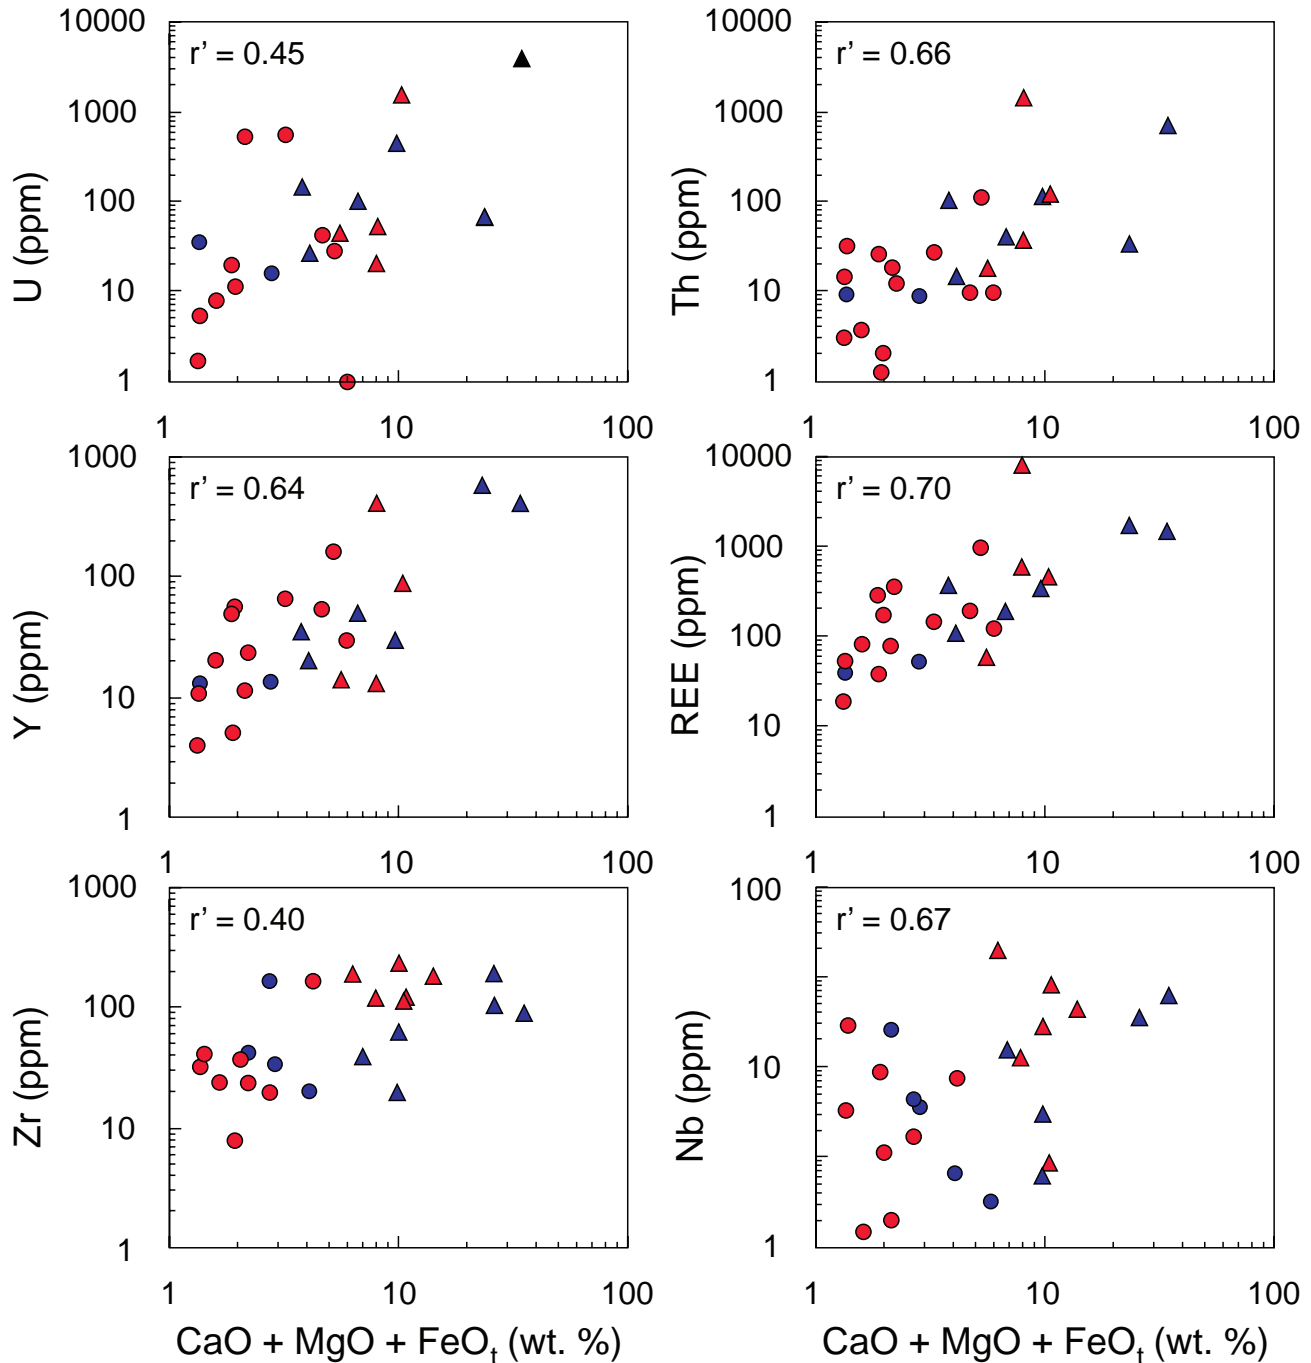 10000
1000
100
10
1
U (ppm)
r’ = 0.45
1 10 100
10000
1000
100
10
1
Th (ppm)
r’ = 0.66
1 10 100
1000
100
10
1
Y (ppm)
r’ = 0.64
1 10 100
10000
1000
100
10
1
REE (ppm)
r’ = 0.70
1 10 100
1000
100
10
1
Zr (ppm)
r’ = 0.40
1 10 100
CaO + MgO + FeOt (wt. %)
100
10
1
Nb (ppm)
r’ = 0.67
1 10 100
CaO + MgO + FeOt (wt. %)